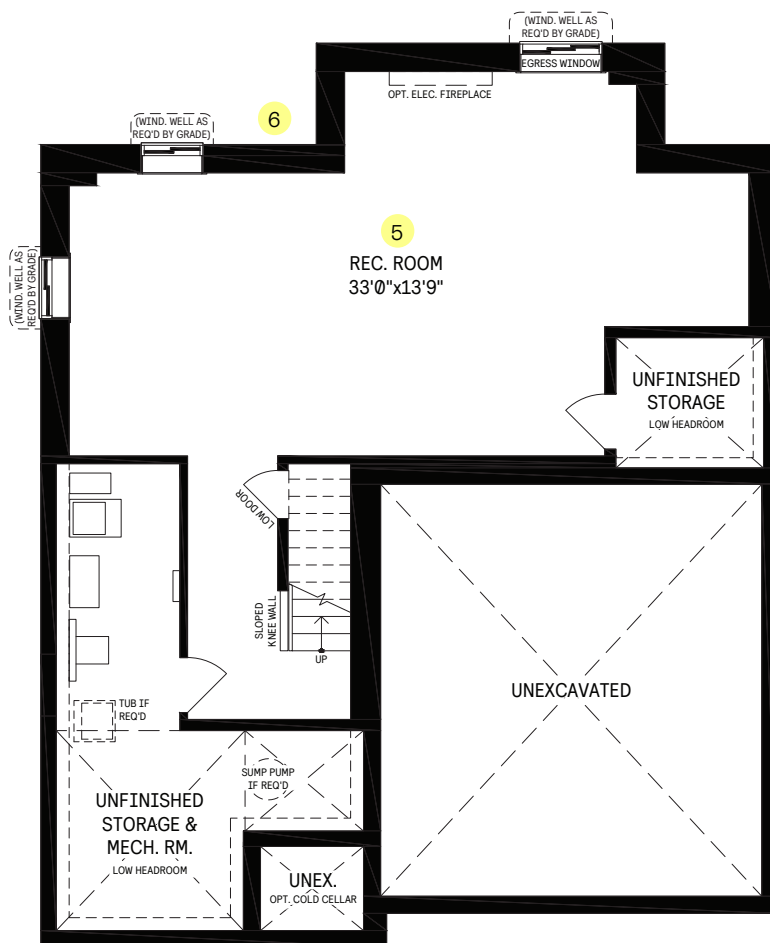 (WIND. WELL AS
REQ'D BY GRADE)
EGRESS WINDOW
OPT. ELEC. FIREPLACE
(WIND. WELL AS
REQ'D BY GRADE)
6
5
REC. ROOM
33'0"x13'9"
(WIND. WELL AS
REQ'D BY GRADE)
UNFINISHED
STORAGE
LOW HEADROOM
LOW DOOR
SLOPED
KNEE WALL
UP
UNEXCAVATED
TUB IF
REQ'D
SUMP PUMP
IF REQ'D
UNFINISHED
STORAGE &
MECH. RM.
LOW HEADROOM
UNEX.
OPT. COLD CELLAR